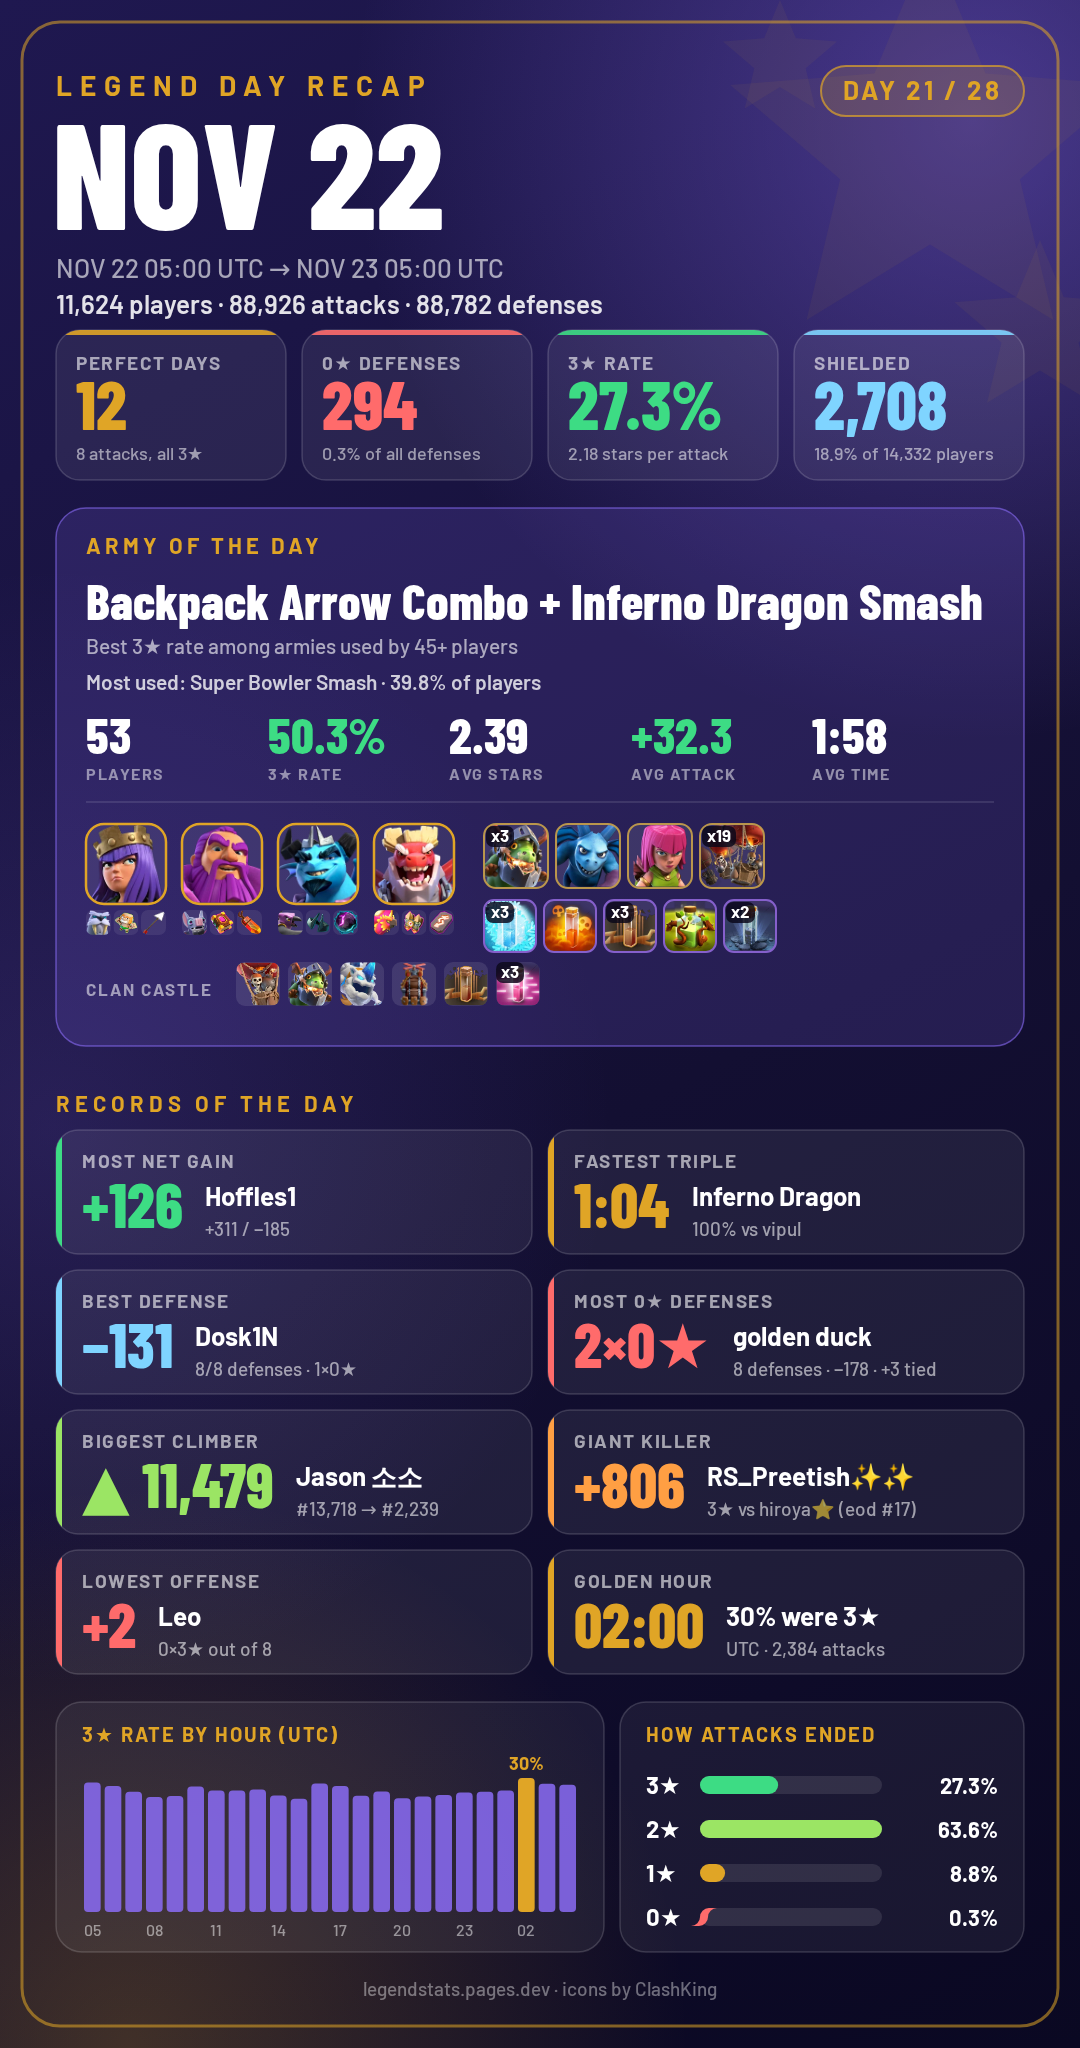 LEGEND DAY RECAP
DAY 21 / 28
NOV 22
NOV 22 05:00 UTC → NOV 23 05:00 UTC
11,624 players · 88,926 attacks · 88,782 defenses
PERFECT DAYS
12
8 attacks, all 3★
0★ DEFENSES
294
0.3% of all defenses
3★ RATE
27.3%
2.18 stars per attack
SHIELDED
2,708
18.9% of 14,332 players
ARMY OF THE DAY
Backpack Arrow Combo + Inferno Dragon Smash
Best 3★ rate among armies used by 45+ players
Most used: Super Bowler Smash · 39.8% of players
53
PLAYERS
50.3%
3★ RATE
2.39
AVG STARS
+32.3
AVG ATTACK
1:58
AVG TIME
x3
x19
x3
x3
x2
CLAN CASTLE
x3
RECORDS OF THE DAY
MOST NET GAIN
+126
Hoffles1
+311 / −185
FASTEST TRIPLE
1:04
Inferno Dragon
100% vs vipul
BEST DEFENSE
−131
Dosk1N
8/8 defenses · 1×0★
MOST 0★ DEFENSES
2×0★
golden duck
8 defenses · −178 · +3 tied
BIGGEST CLIMBER
▲11,479
Jason 소소
#13,718 → #2,239
GIANT KILLER
+806
RS_Preetish✨✨
3★ vs hiroya⭐ (eod #17)
LOWEST OFFENSE
+2
Leo
0×3★ out of 8
GOLDEN HOUR
02:00
30% were 3★
UTC · 2,384 attacks
3★ RATE BY HOUR (UTC)
30%
05 08 11 14 17 20 23 02
HOW ATTACKS ENDED
3★ 27.3%
2★ 63.6%
1★ 8.8%
0★ 0.3%
legendstats.pages.dev · icons by ClashKing